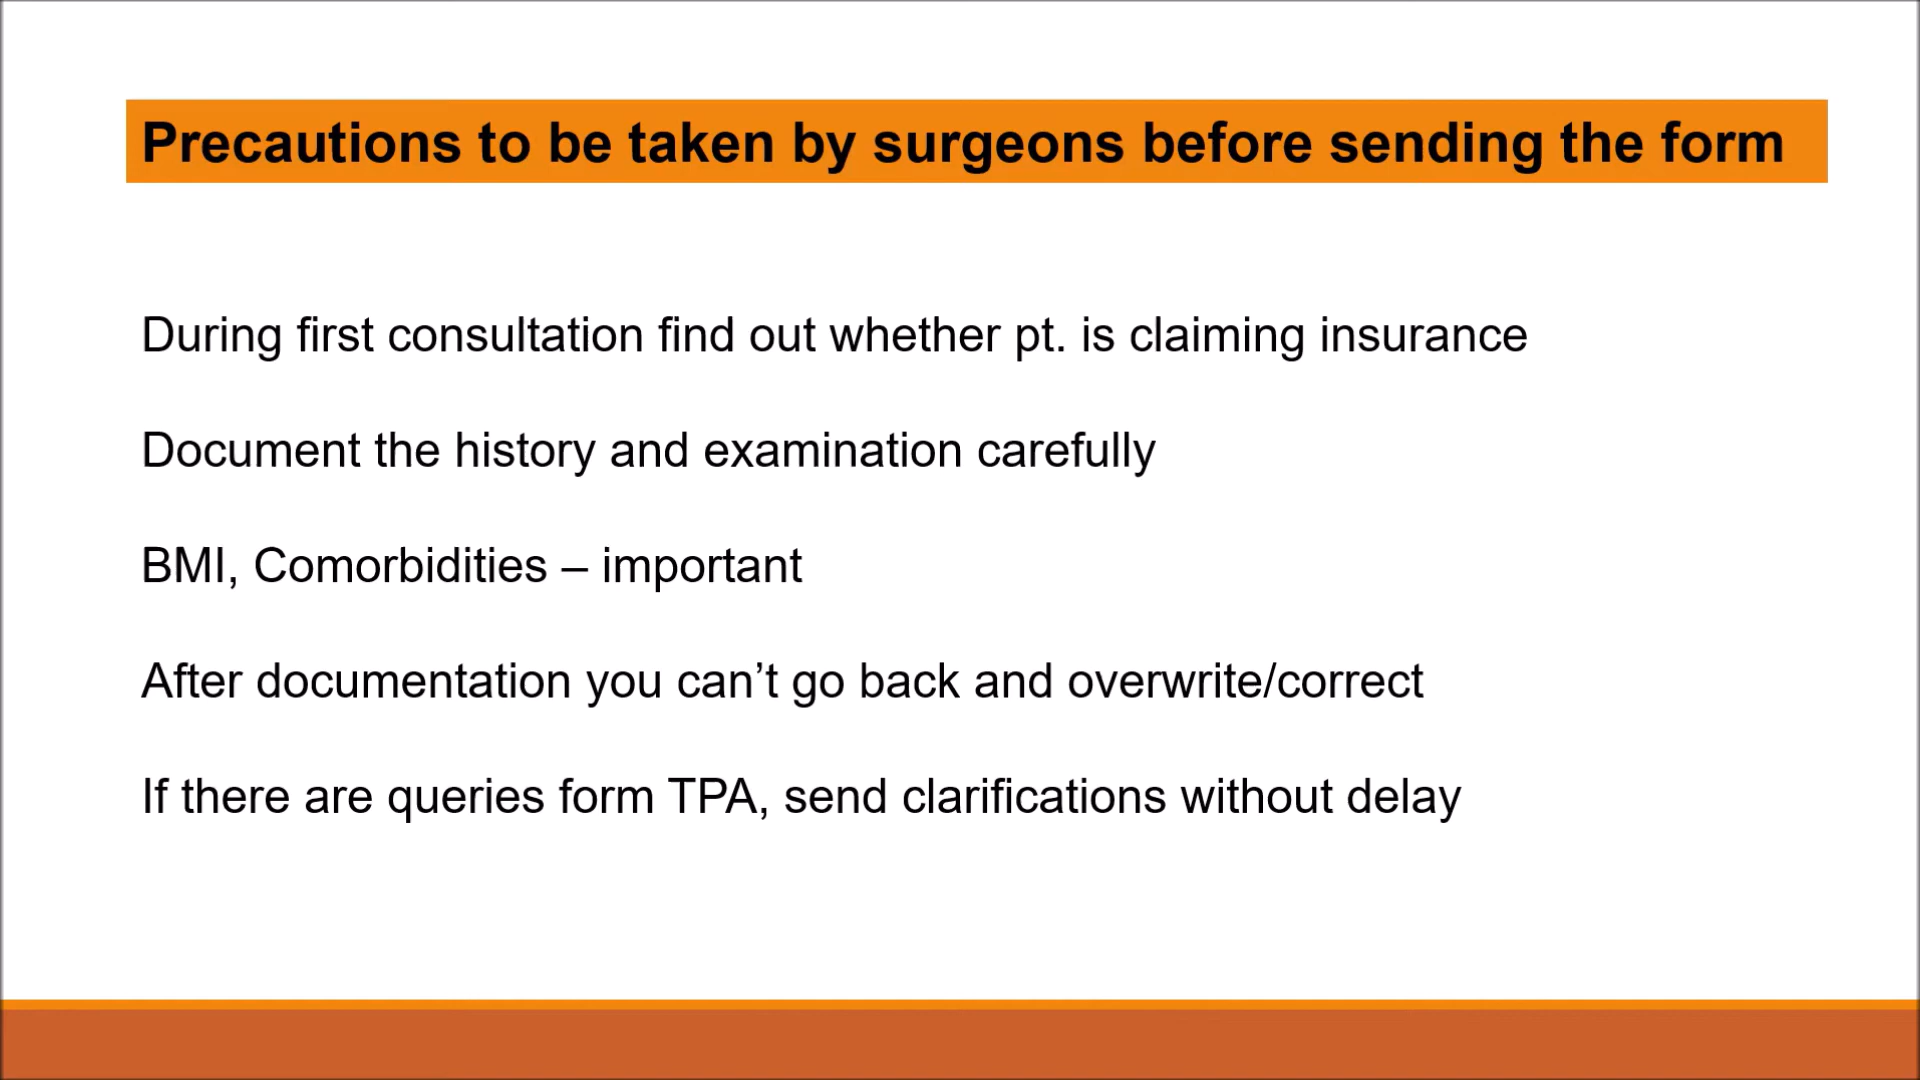 Precautions to be taken by surgeons before sending the form
During first consultation find out whether pt. is claiming insurance
Document the history and examination carefully
BMI, Comorbidities – important
After documentation you can’t go back and overwrite/correct
If there are queries form TPA, send clarifications without delay